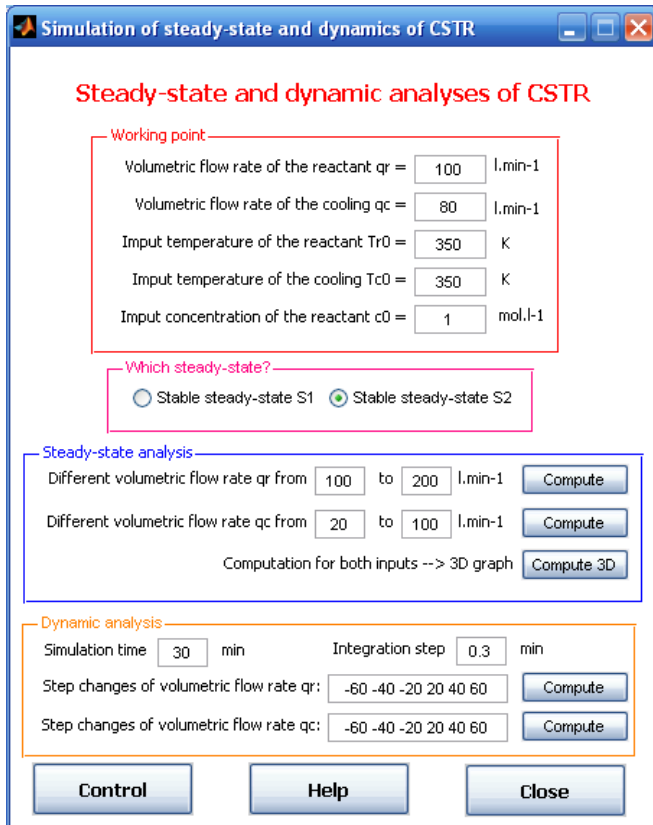 Simulation of steady-state and dynamics of CSTR
Steady-state and dynamic analyses of CSTR
Working point
Volumetric flow rate of the reactant qr = 100 l.min-1
Volumetric flow rate of the cooling qc = 80 l.min-1
Imput temperature of the reactant Tr0 = 350 K
Imput temperature of the cooling Tc0 = 350 K
Imput concentration of the reactant c0 = 1 mol.l-1
Which steady-state?
Stable steady-state S1 Stable steady-state S2
Steady-state analysis
Different volumetric flow rate qr from 100 to 200 l.min-1 Compute
Different volumetric flow rate qc from 20 to 100 l.min-1 Compute
Computation for both inputs --> 3D graph Compute 3D
Dynamic analysis
Simulation time 30 min Integration step 0.3 min
Step changes of volumetric flow rate qr: -60 -40 -20 20 40 60 Compute
Step changes of volumetric flow rate qc: -60 -40 -20 20 40 60 Compute
Control Help Close